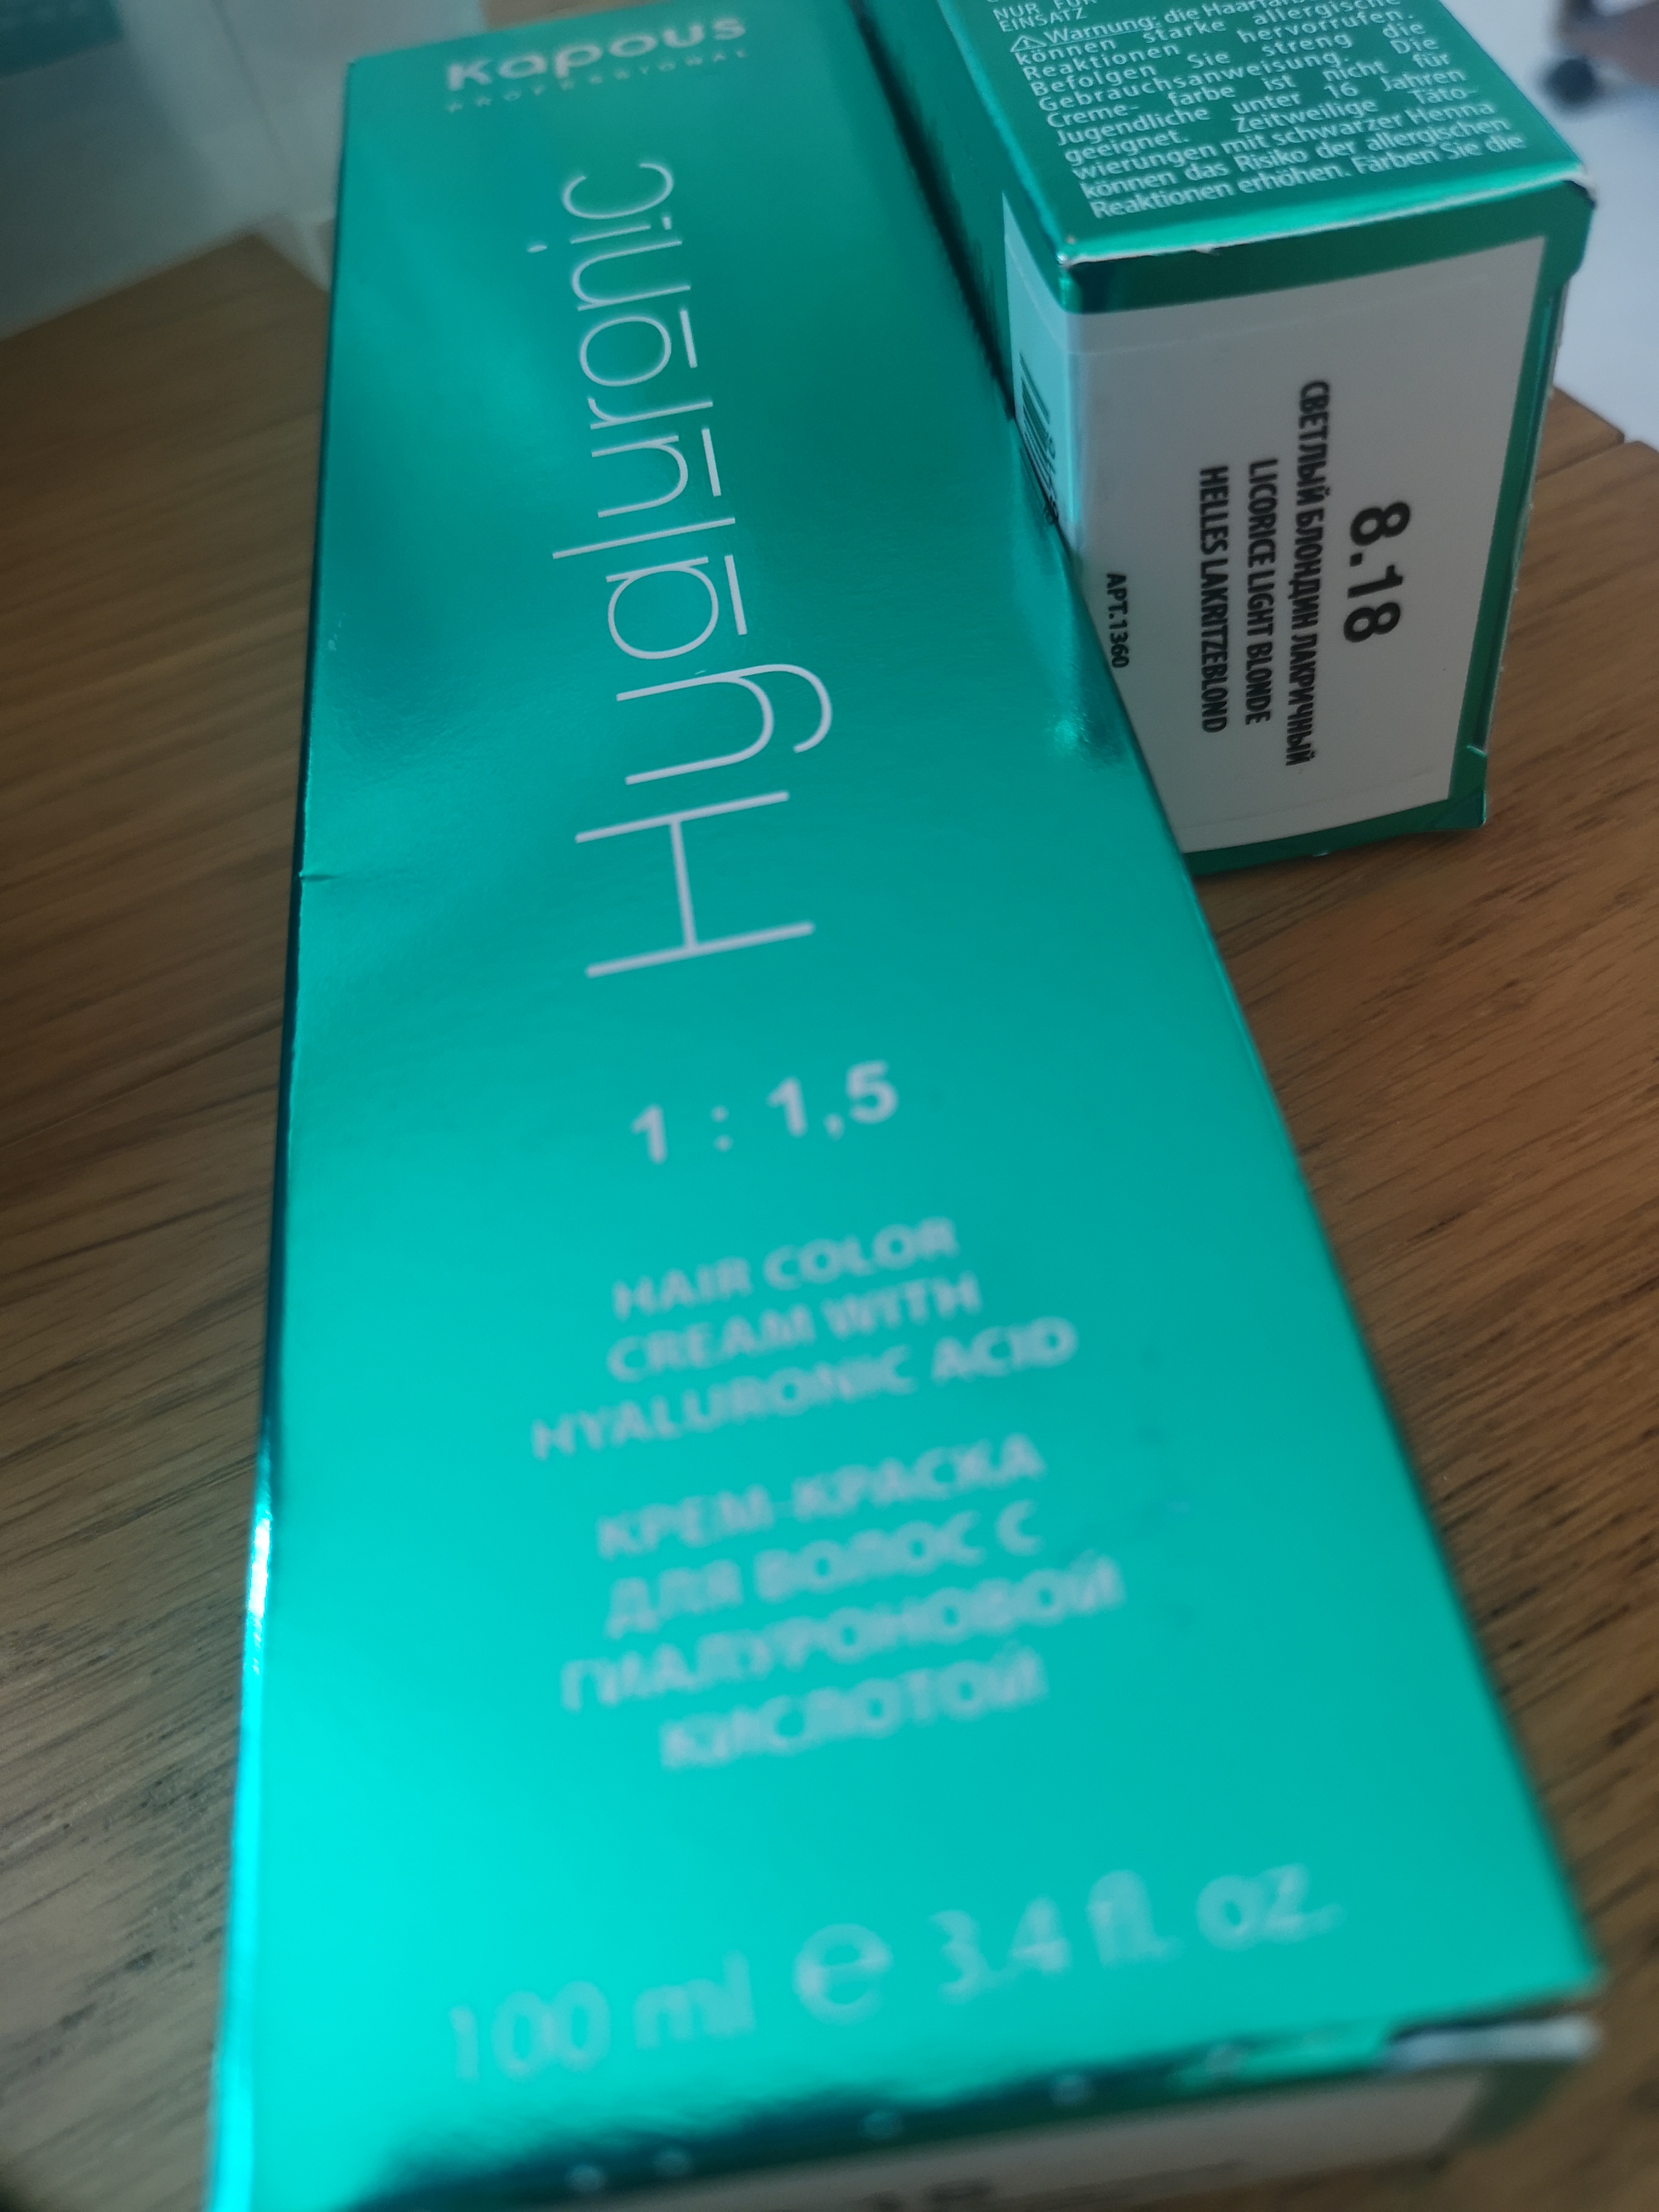 Kapous
PROFESSIONAL
Hyaluronic
1 : 1,5
HAIR COLOR
CREAM WITH
HYALURONIC ACID
КРЕМ-КРАСКА
ДЛЯ ВОЛОС С
ГИАЛУРОНОВОЙ
КИСЛОТОЙ
100 ml e 3.4 fl. oz.
NUR FÜR
EINSATZ
⚠Warnung: die
können starke allergische
Reaktionen hervorrufen.
Befolgen Sie streng die
Gebrauchsanweisung. Die
Creme- farbe ist nicht für
Jugendliche unter 16 Jahren
geeignet. Zeitweilige Täto-
wierungen mit schwarzer Henna
können das Risiko der allergischen
Reaktionen erhöhen. Färben Sie die
8.18
СВЕТЛЫЙ БЛОНДИН ЛАКРИЧНЫЙ
LICORICE LIGHT BLONDE
HELLES LAKRITZEBLOND
АРТ.1360